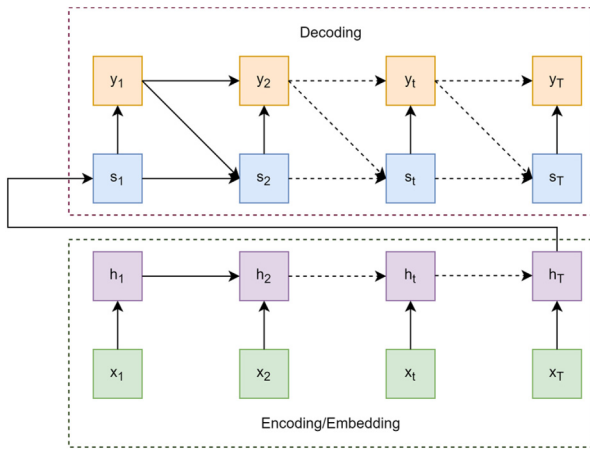 Decoding
y1 y2 yt yT
s1 s2 st sT
h1 h2 ht hT
x1 x2 xt xT
Encoding/Embedding